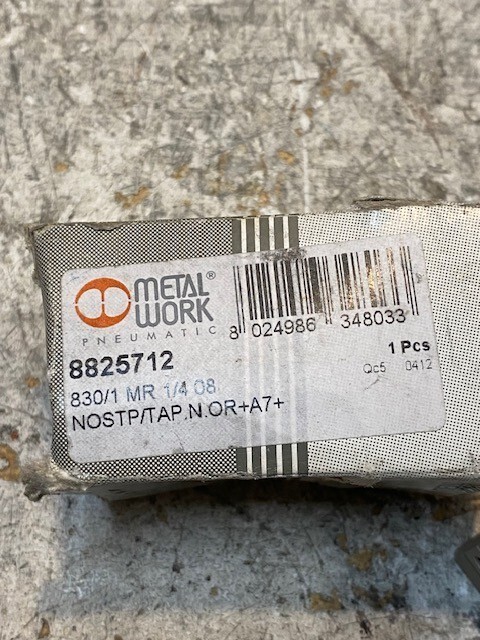 METAL®
WORK
PNEUMATIC
8 024986 348033
8825712
1 Pcs
830/1 MR 1/4 08
Qc5 0412
NOSTP/TAP.N.OR+A7+